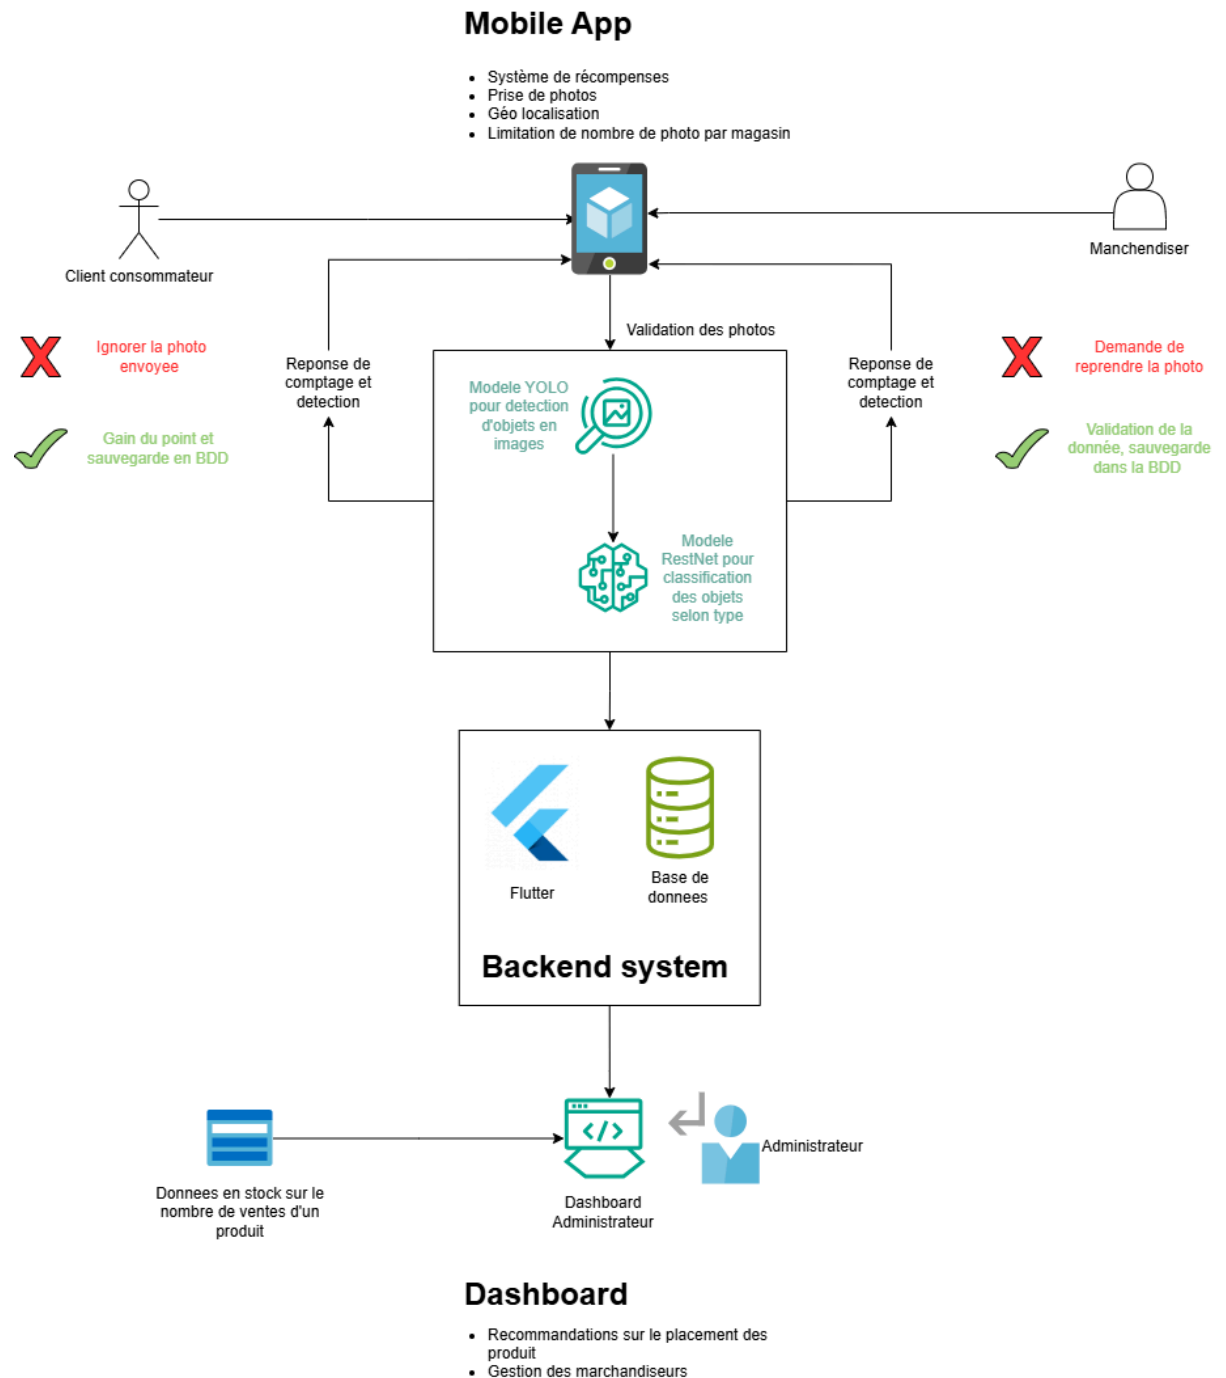 Mobile App
Système de récompenses
Prise de photos
Géo localisation
Limitation de nombre de photo par magasin
Client consommateur
Manchendiser
Validation des photos
Ignorer la photo
envoyee
Gain du point et
sauvegarde en BDD
Reponse de
comptage et
detection
Modele YOLO
pour detection
d'objets en
images
Modele
RestNet pour
classification
des objets
selon type
Reponse de
comptage et
detection
Demande de
reprendre la photo
Validation de la
donnée, sauvegarde
dans la BDD
Flutter
Base de
donnees
Backend system
Donnees en stock sur le
nombre de ventes d'un
produit
Dashboard
Administrateur
Administrateur
Dashboard
Recommandations sur le placement des
produit
Gestion des marchandiseurs